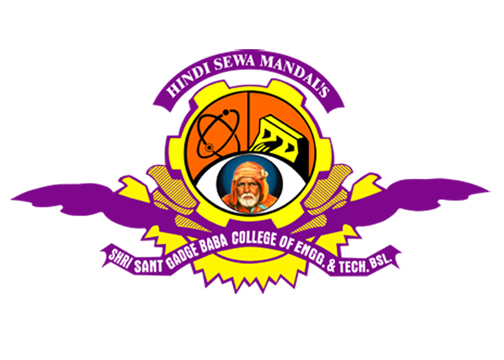 HINDI SEWA MANDAL'S
SHRI SANT GADGE BABA COLLEGE OF ENGG. & TECH. BSL.